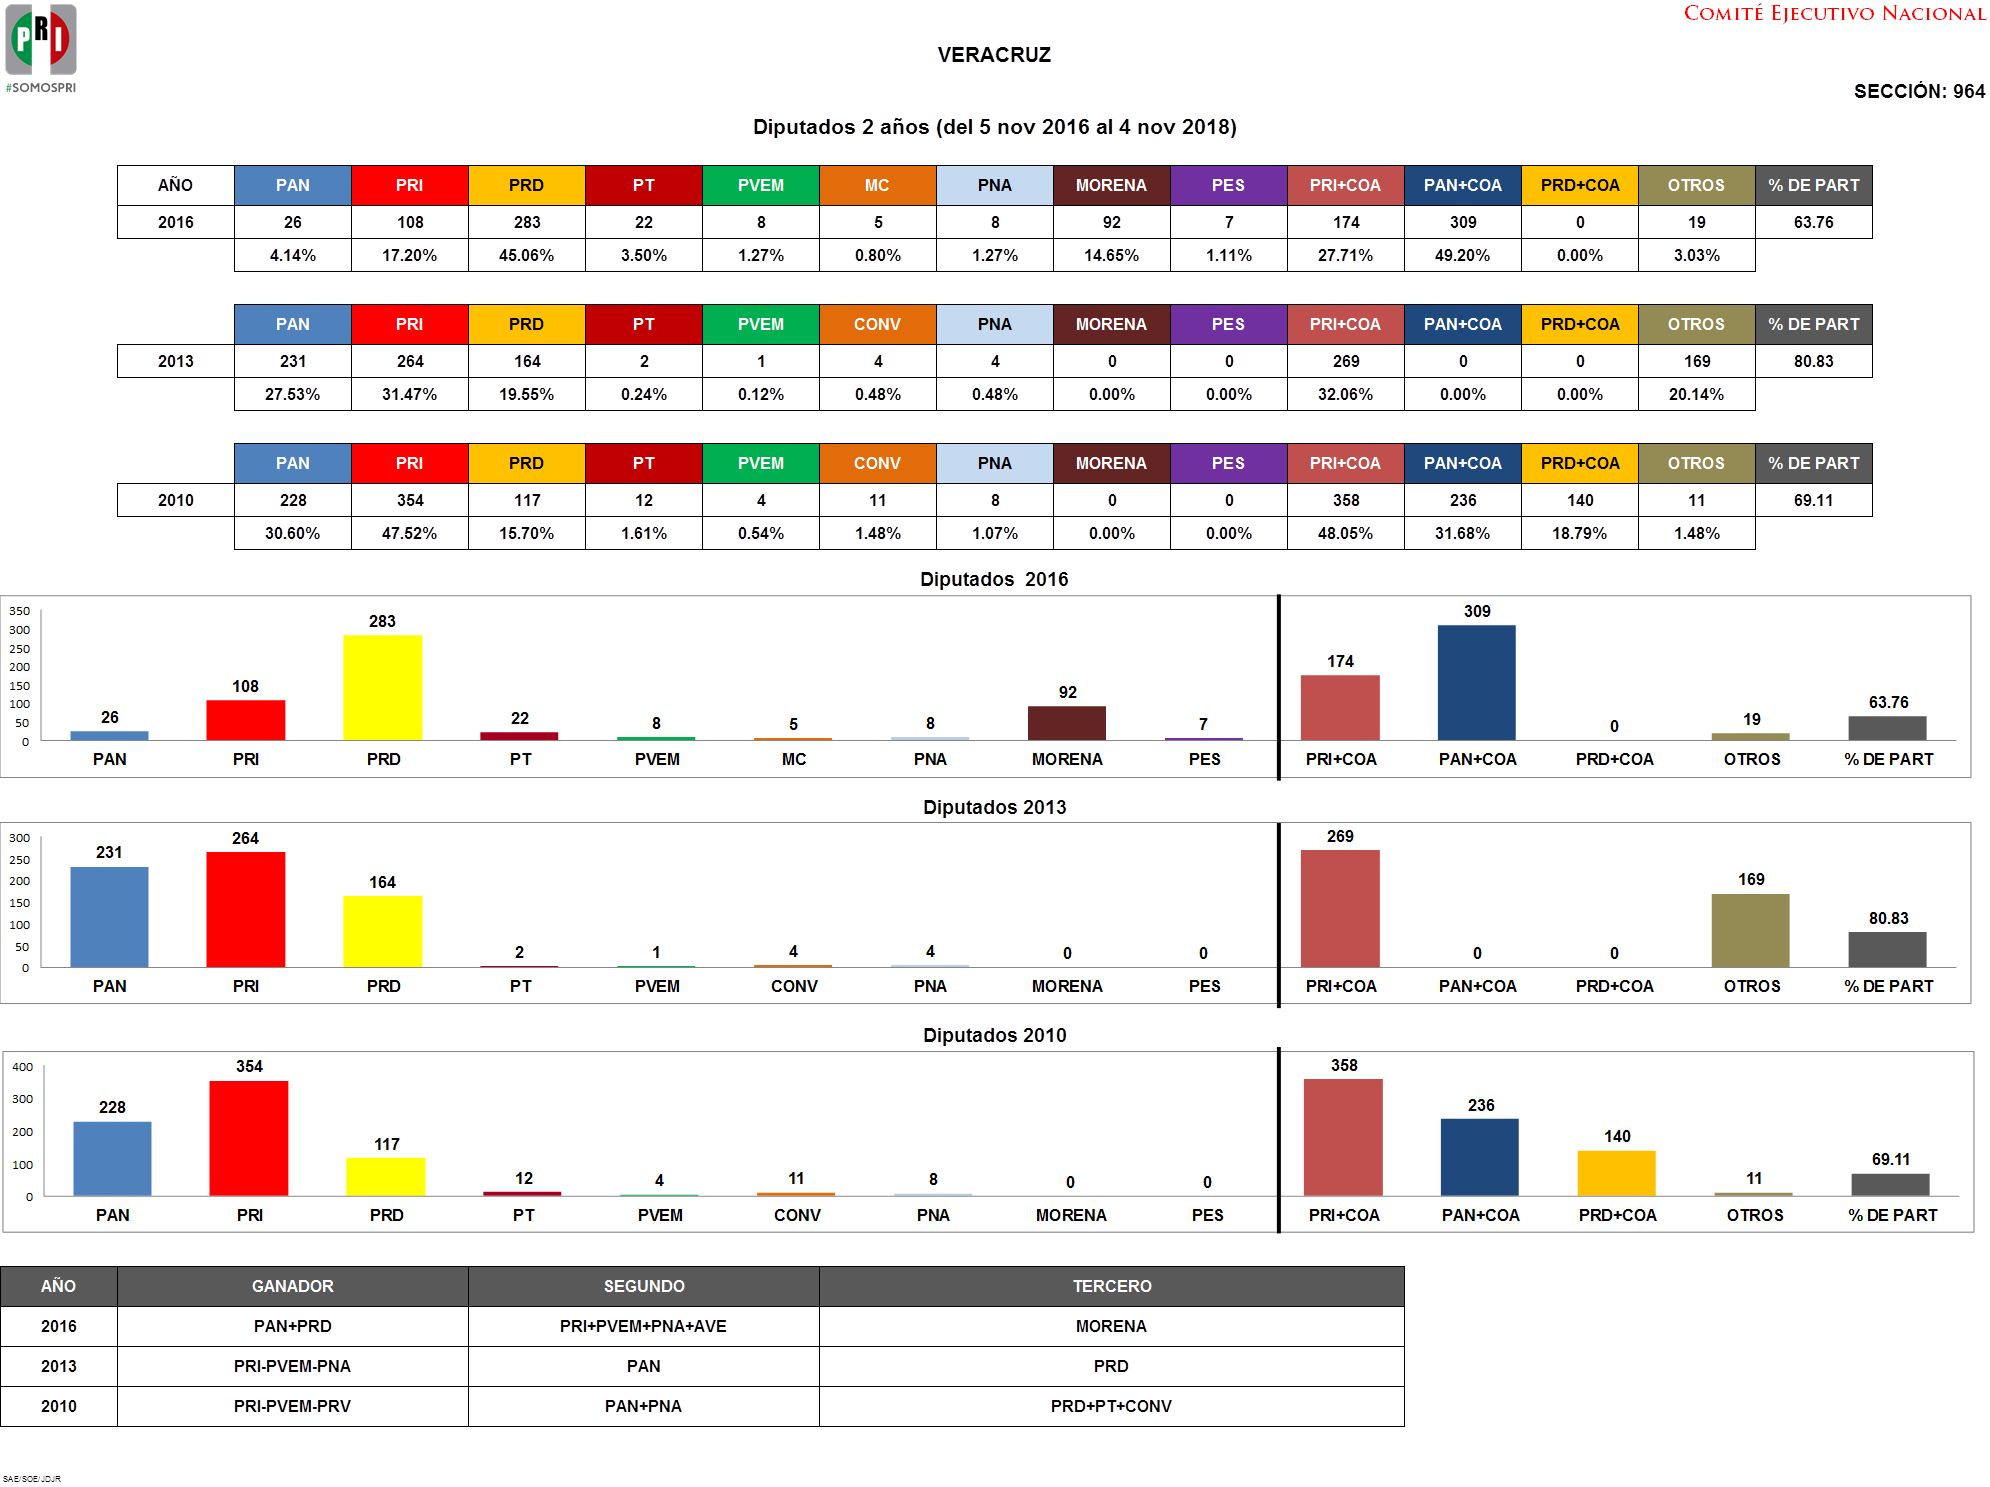 PRI
#SOMOSPRI
COMITÉ EJECUTIVO NACIONAL
VERACRUZ
SECCIÓN: 964
Diputados 2 años (del 5 nov 2016 al 4 nov 2018)
AÑO PAN PRI PRD PT PVEM MC PNA MORENA PES PRI+COA PAN+COA PRD+COA OTROS % DE PART
2016 26 108 283 22 8 5 8 92 7 174 309 0 19 63.76
4.14% 17.20% 45.06% 3.50% 1.27% 0.80% 1.27% 14.65% 1.11% 27.71% 49.20% 0.00% 3.03%
PAN PRI PRD PT PVEM CONV PNA MORENA PES PRI+COA PAN+COA PRD+COA OTROS % DE PART
2013 231 264 164 2 1 4 4 0 0 269 0 0 169 80.83
27.53% 31.47% 19.55% 0.24% 0.12% 0.48% 0.48% 0.00% 0.00% 32.06% 0.00% 0.00% 20.14%
PAN PRI PRD PT PVEM CONV PNA MORENA PES PRI+COA PAN+COA PRD+COA OTROS % DE PART
2010 228 354 117 12 4 11 8 0 0 358 236 140 11 69.11
30.60% 47.52% 15.70% 1.61% 0.54% 1.48% 1.07% 0.00% 0.00% 48.05% 31.68% 18.79% 1.48%
Diputados 2016
350
300
250
200
150
100
50
0
26 108 283 22 8 5 8 92 7 174 309 0 19 63.76
PAN PRI PRD PT PVEM MC PNA MORENA PES PRI+COA PAN+COA PRD+COA OTROS % DE PART
Diputados 2013
300
250
200
150
100
50
0
231 264 164 2 1 4 4 0 0 269 0 0 169 80.83
PAN PRI PRD PT PVEM CONV PNA MORENA PES PRI+COA PAN+COA PRD+COA OTROS % DE PART
Diputados 2010
400
300
200
100
0
228 354 117 12 4 11 8 0 0 358 236 140 11 69.11
PAN PRI PRD PT PVEM CONV PNA MORENA PES PRI+COA PAN+COA PRD+COA OTROS % DE PART
AÑO GANADOR SEGUNDO TERCERO
2016 PAN+PRD PRI+PVEM+PNA+AVE MORENA
2013 PRI-PVEM-PNA PAN PRD
2010 PRI-PVEM-PRV PAN+PNA PRD+PT+CONV
SAE/SOE/JDJR